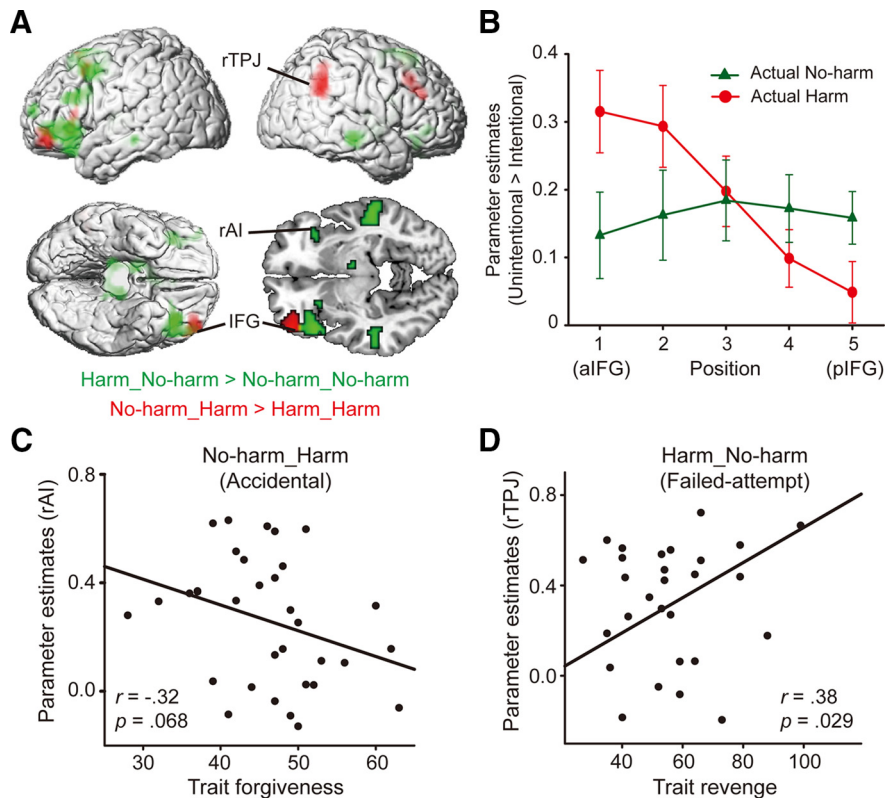 A
rTPJ
rAI
IFG
Harm_No-harm > No-harm_No-harm
No-harm_Harm > Harm_Harm
B
Parameter estimates
(Unintentional > Intentional)
0.4
0.3
0.2
0.1
0
Actual No-harm
Actual Harm
1 2 3 4 5
(aIFG) Position (pIFG)
C
No-harm_Harm
(Accidental)
Parameter estimates (rAI)
0.8
0.4
0.0
r = -.32
p = .068
30 40 50 60
Trait forgiveness
D
Harm_No-harm
(Failed-attempt)
Parameter estimates (rTPJ)
0.8
0.4
0.0
r = .38
p = .029
40 60 80 100
Trait revenge